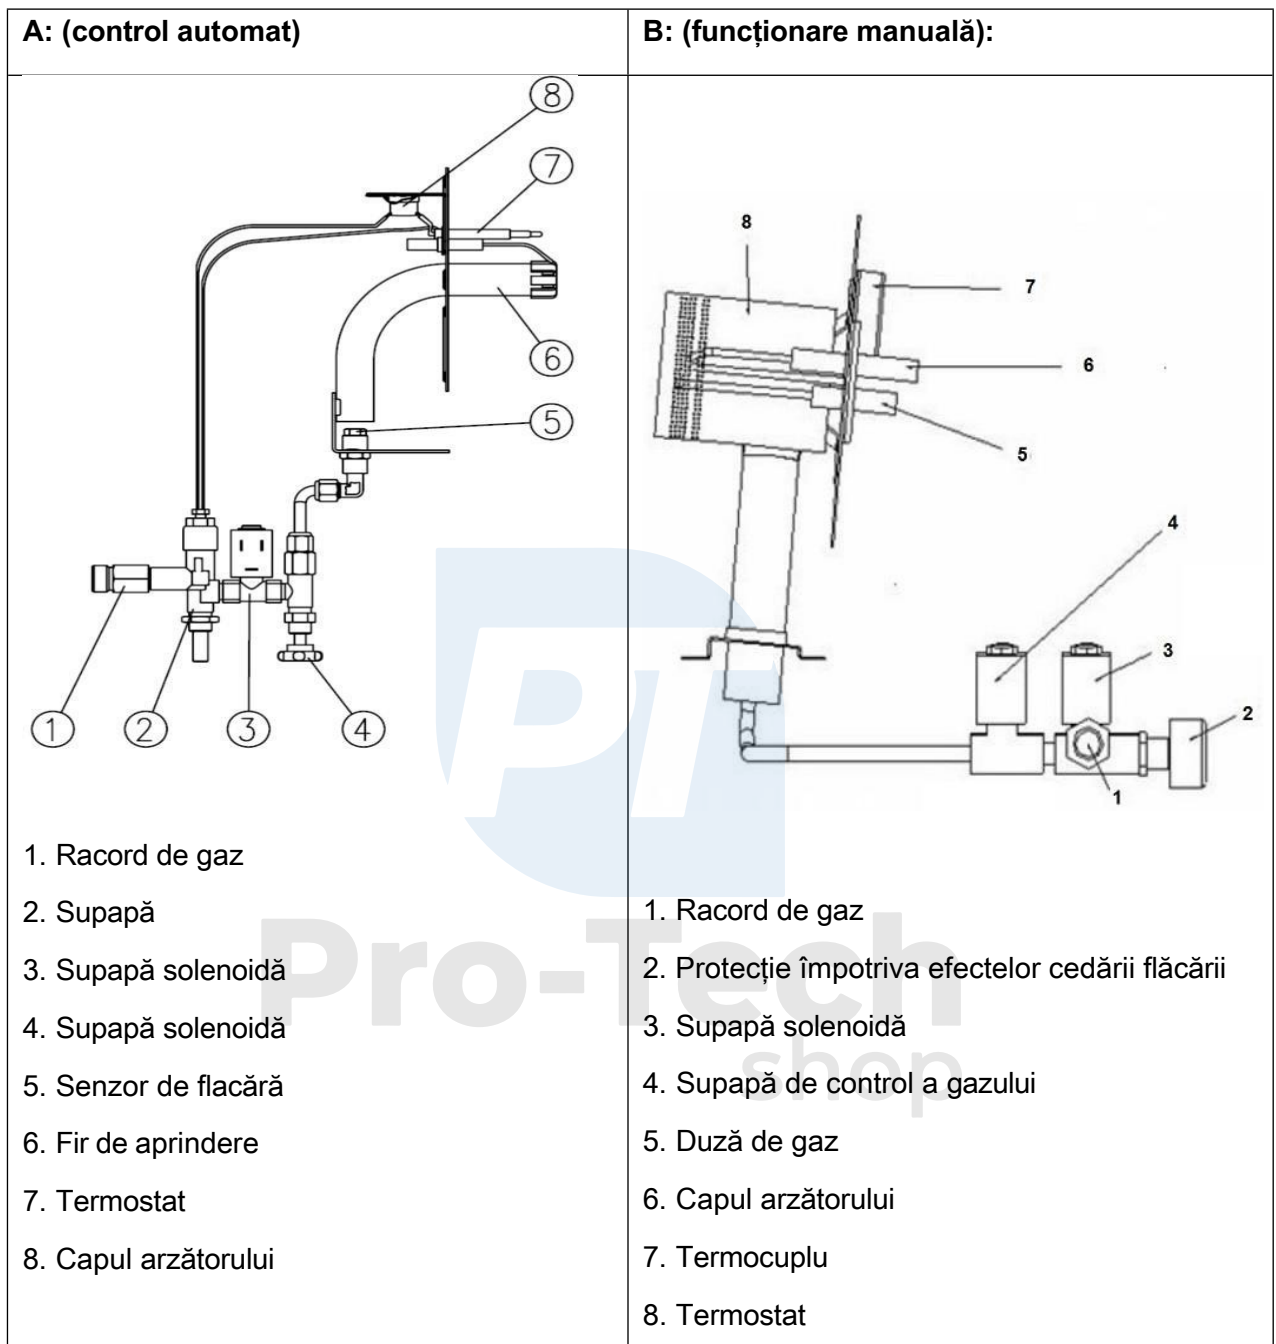 A: (control automat)
B: (funcționare manuală):
8
7
6
5
1
2
3
4
8
7
6
5
4
3
2
1
1. Racord de gaz
2. Supapă
3. Supapă solenoidă
4. Supapă solenoidă
5. Senzor de flacără
6. Fir de aprindere
7. Termostat
8. Capul arzătorului
1. Racord de gaz
2. Protecție împotriva efectelor cedării flăcării
3. Supapă solenoidă
4. Supapă de control a gazului
5. Duză de gaz
6. Capul arzătorului
7. Termocuplu
8. Termostat
PT
Pro-Tech
shop